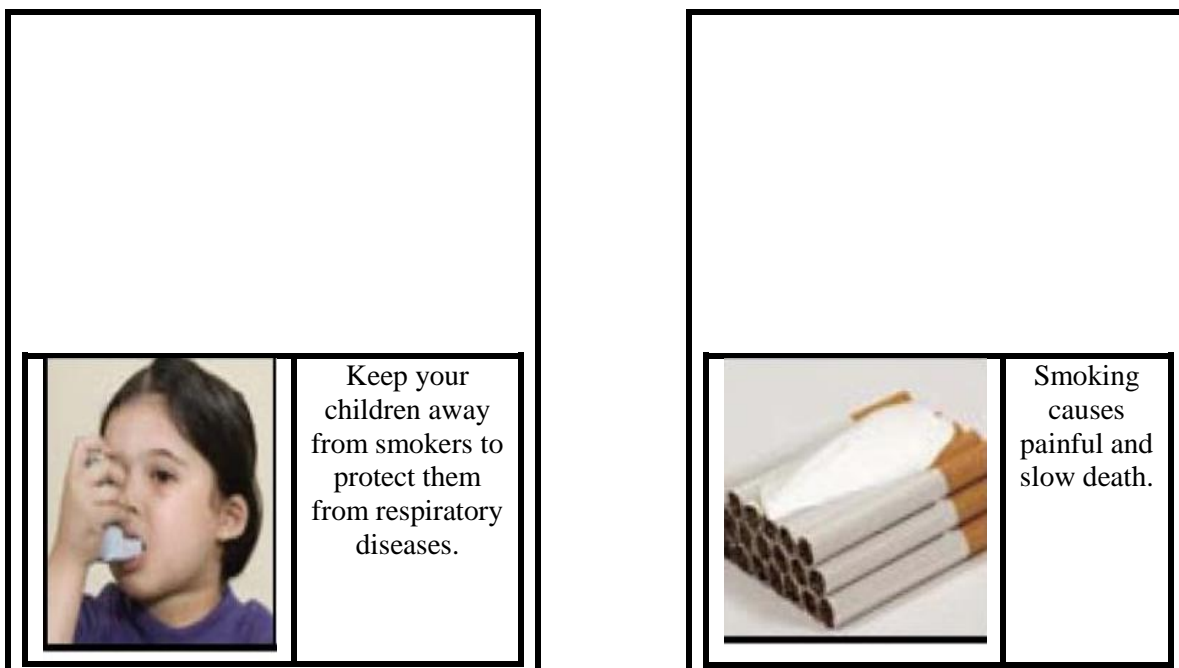 Keep your
children away
from smokers to
protect them
from respiratory
diseases.
Smoking
causes
painful and
slow death.